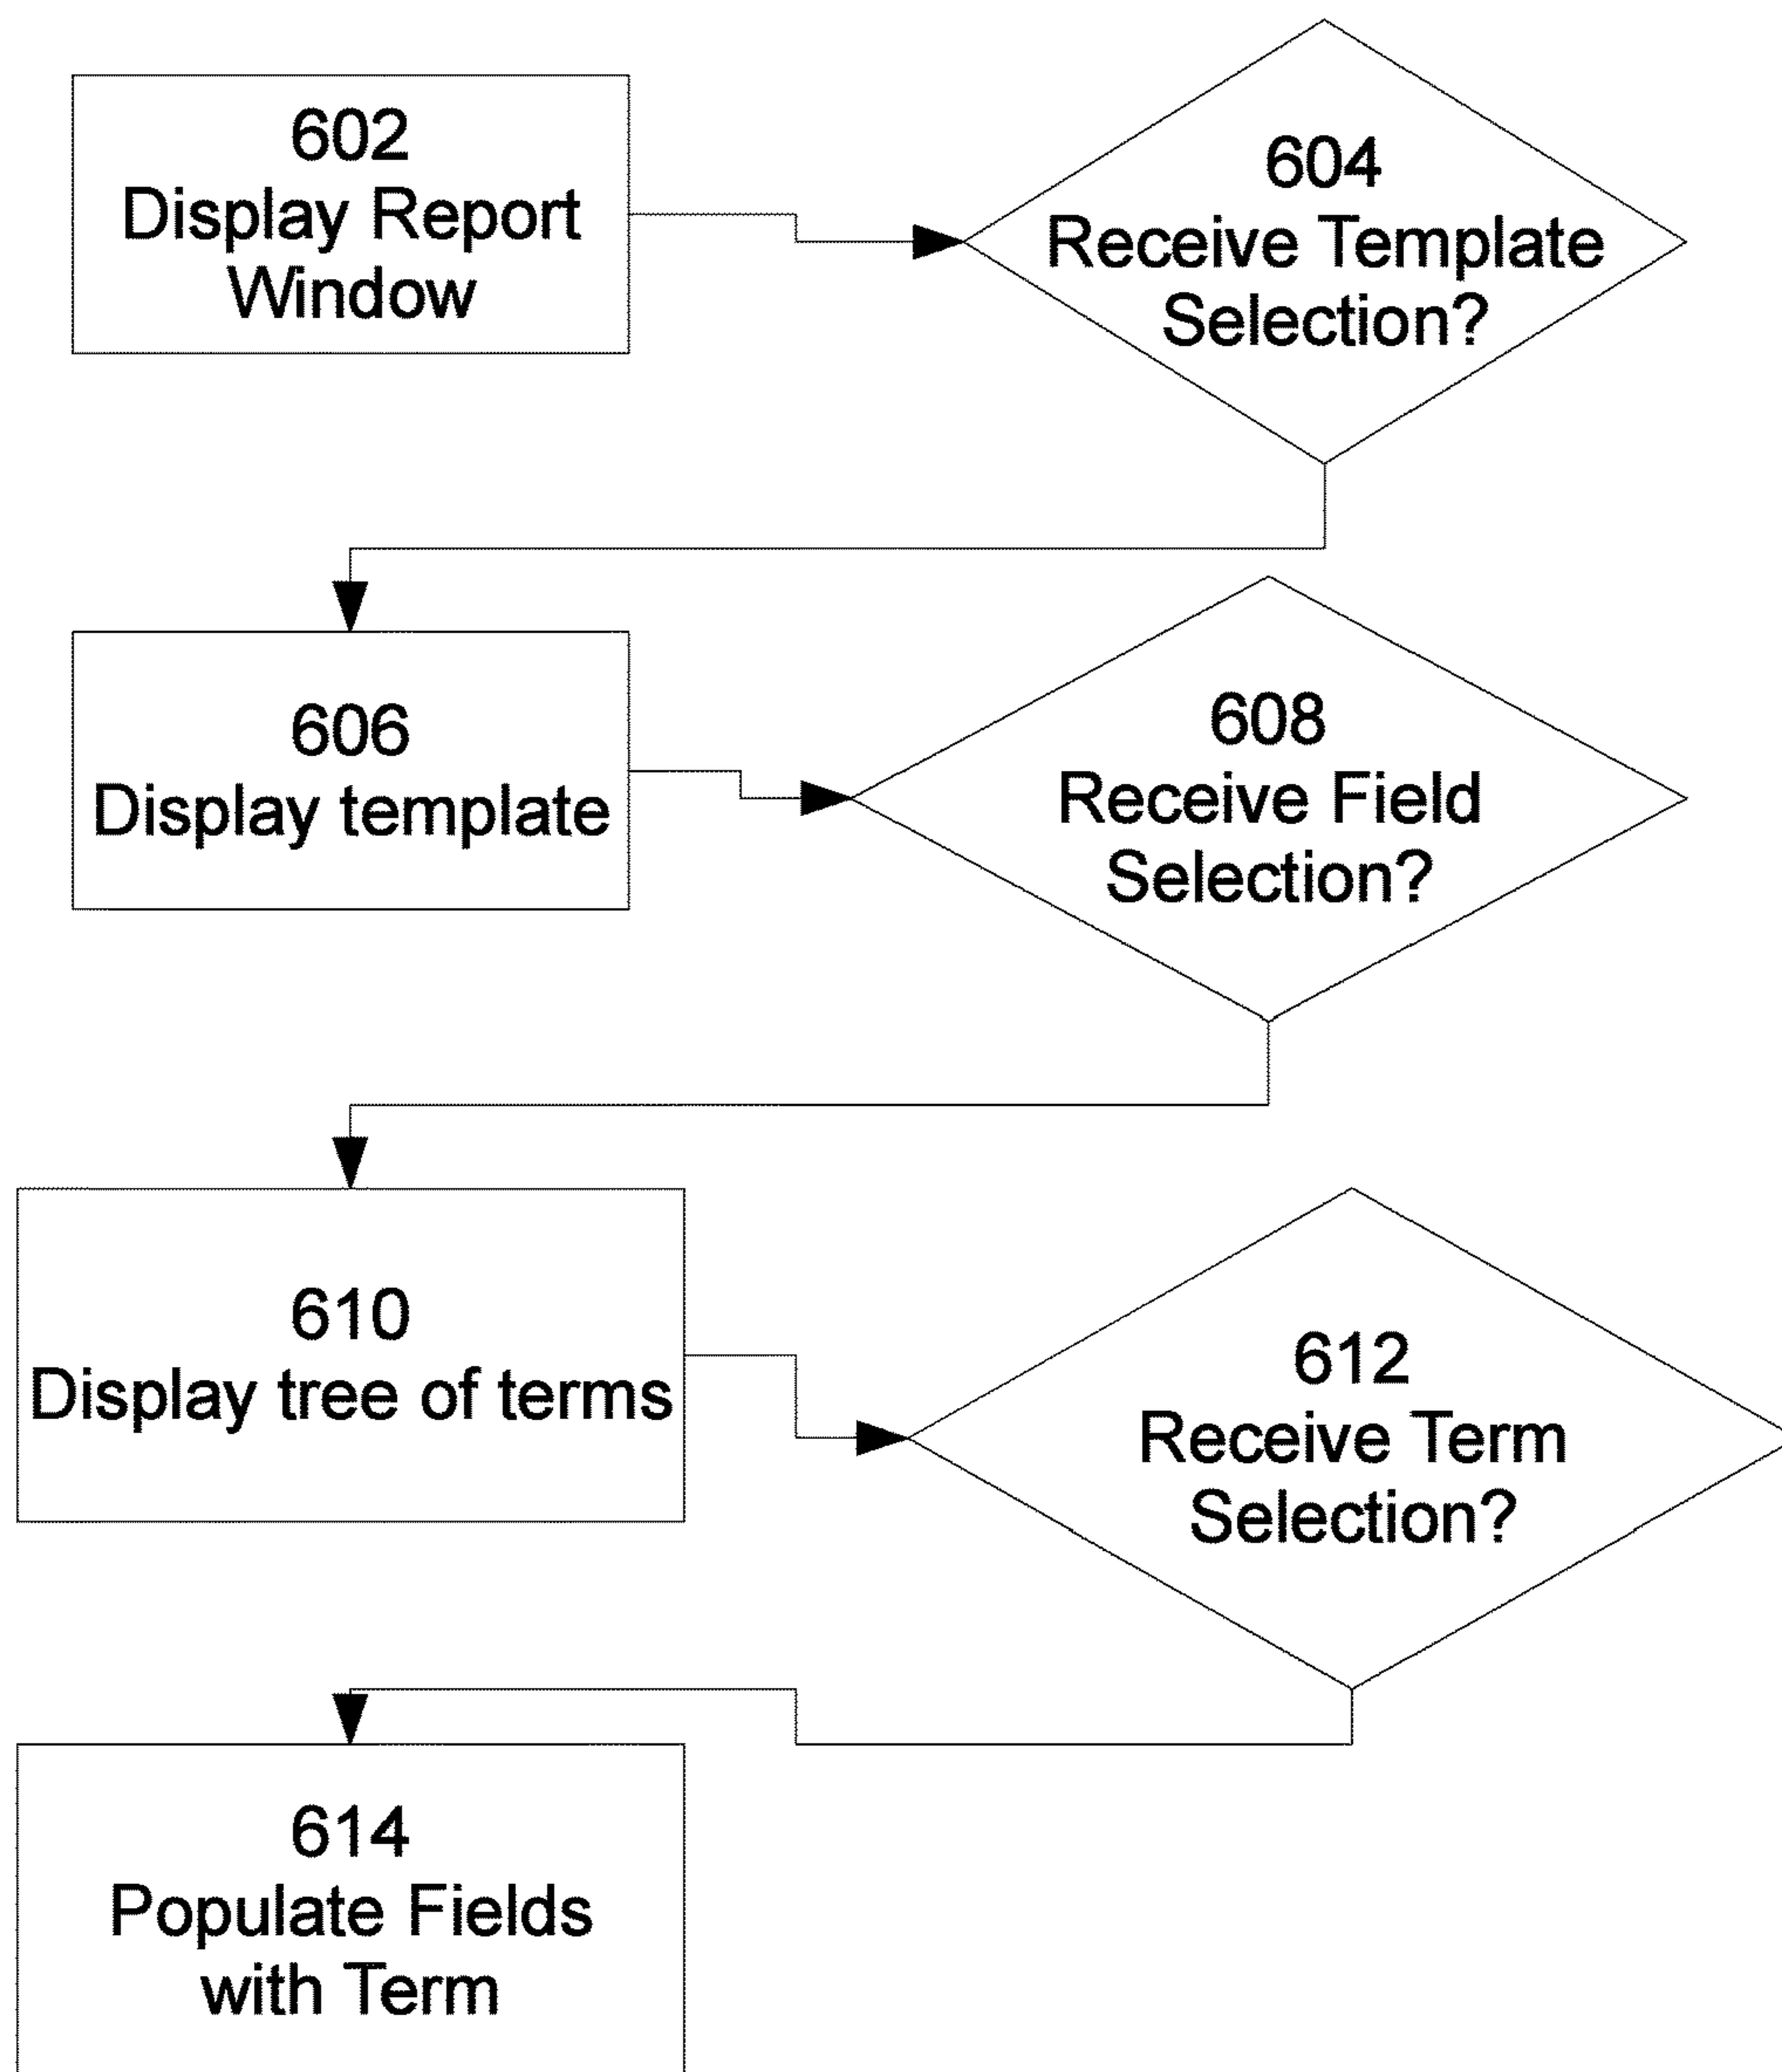 602
Display Report
Window
604
Receive Template
Selection?
606
Display template
608
Receive Field
Selection?
610
Display tree of terms
612
Receive Term
Selection?
614
Populate Fields
with Term